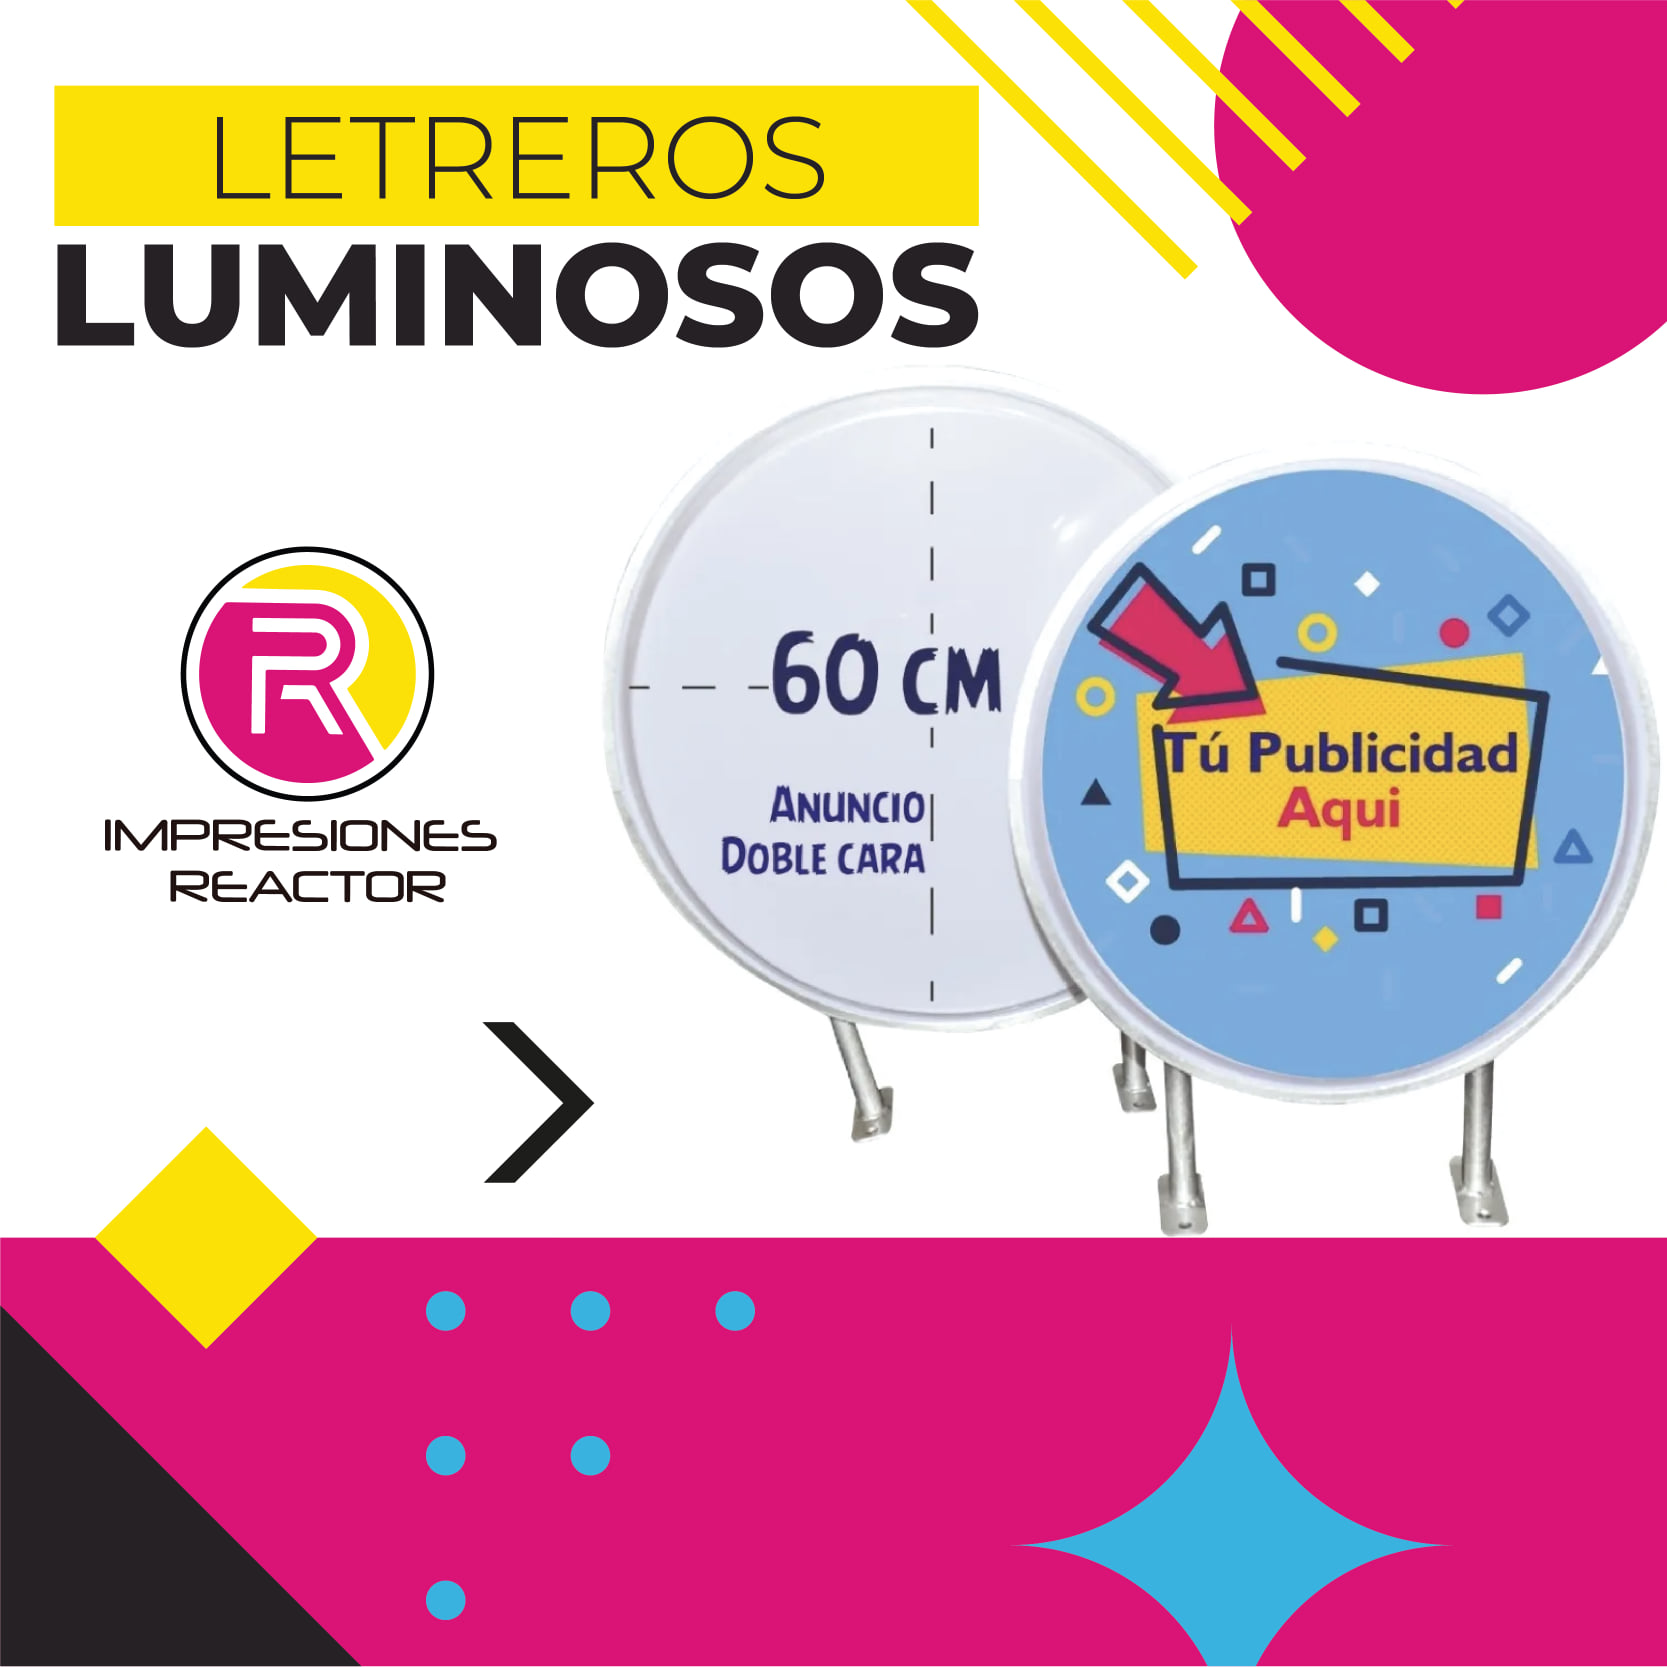 LETREROS
LUMINOSOS
60 CM
ANUNCIO
DOBLE CARA
Tú Publicidad
Aqui
R
IMPRESIONES
REACTOR